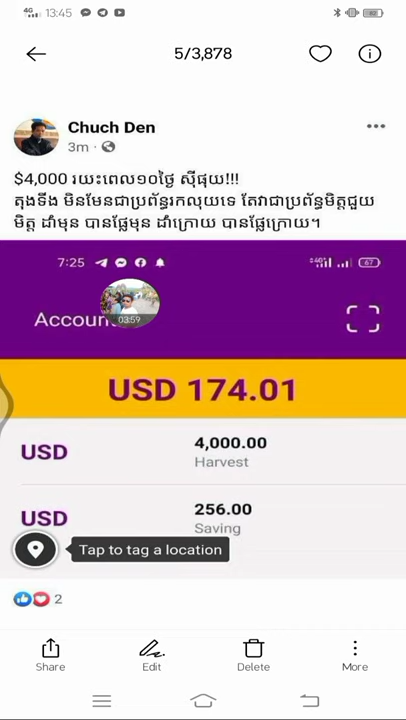 4G 13:45
5/3,878
Chuch Den
3m
$4,000 រយះពេល១០ថ្ងៃ ស៊ីផុយ!!!
តុងទីង មិនមែនជាប្រព័ន្ធរកលុយទេ តែវាជាប្រព័ន្ធមិត្តជួយ
មិត្ត ដាំមុន បានផ្លែមុន ដាំក្រោយ បានផ្លែក្រោយ។
7:25
67
Accoun
03:59
USD 174.01
USD 4,000.00
Harvest
USD 256.00
Saving
Tap to tag a location
2
Share Edit Delete More